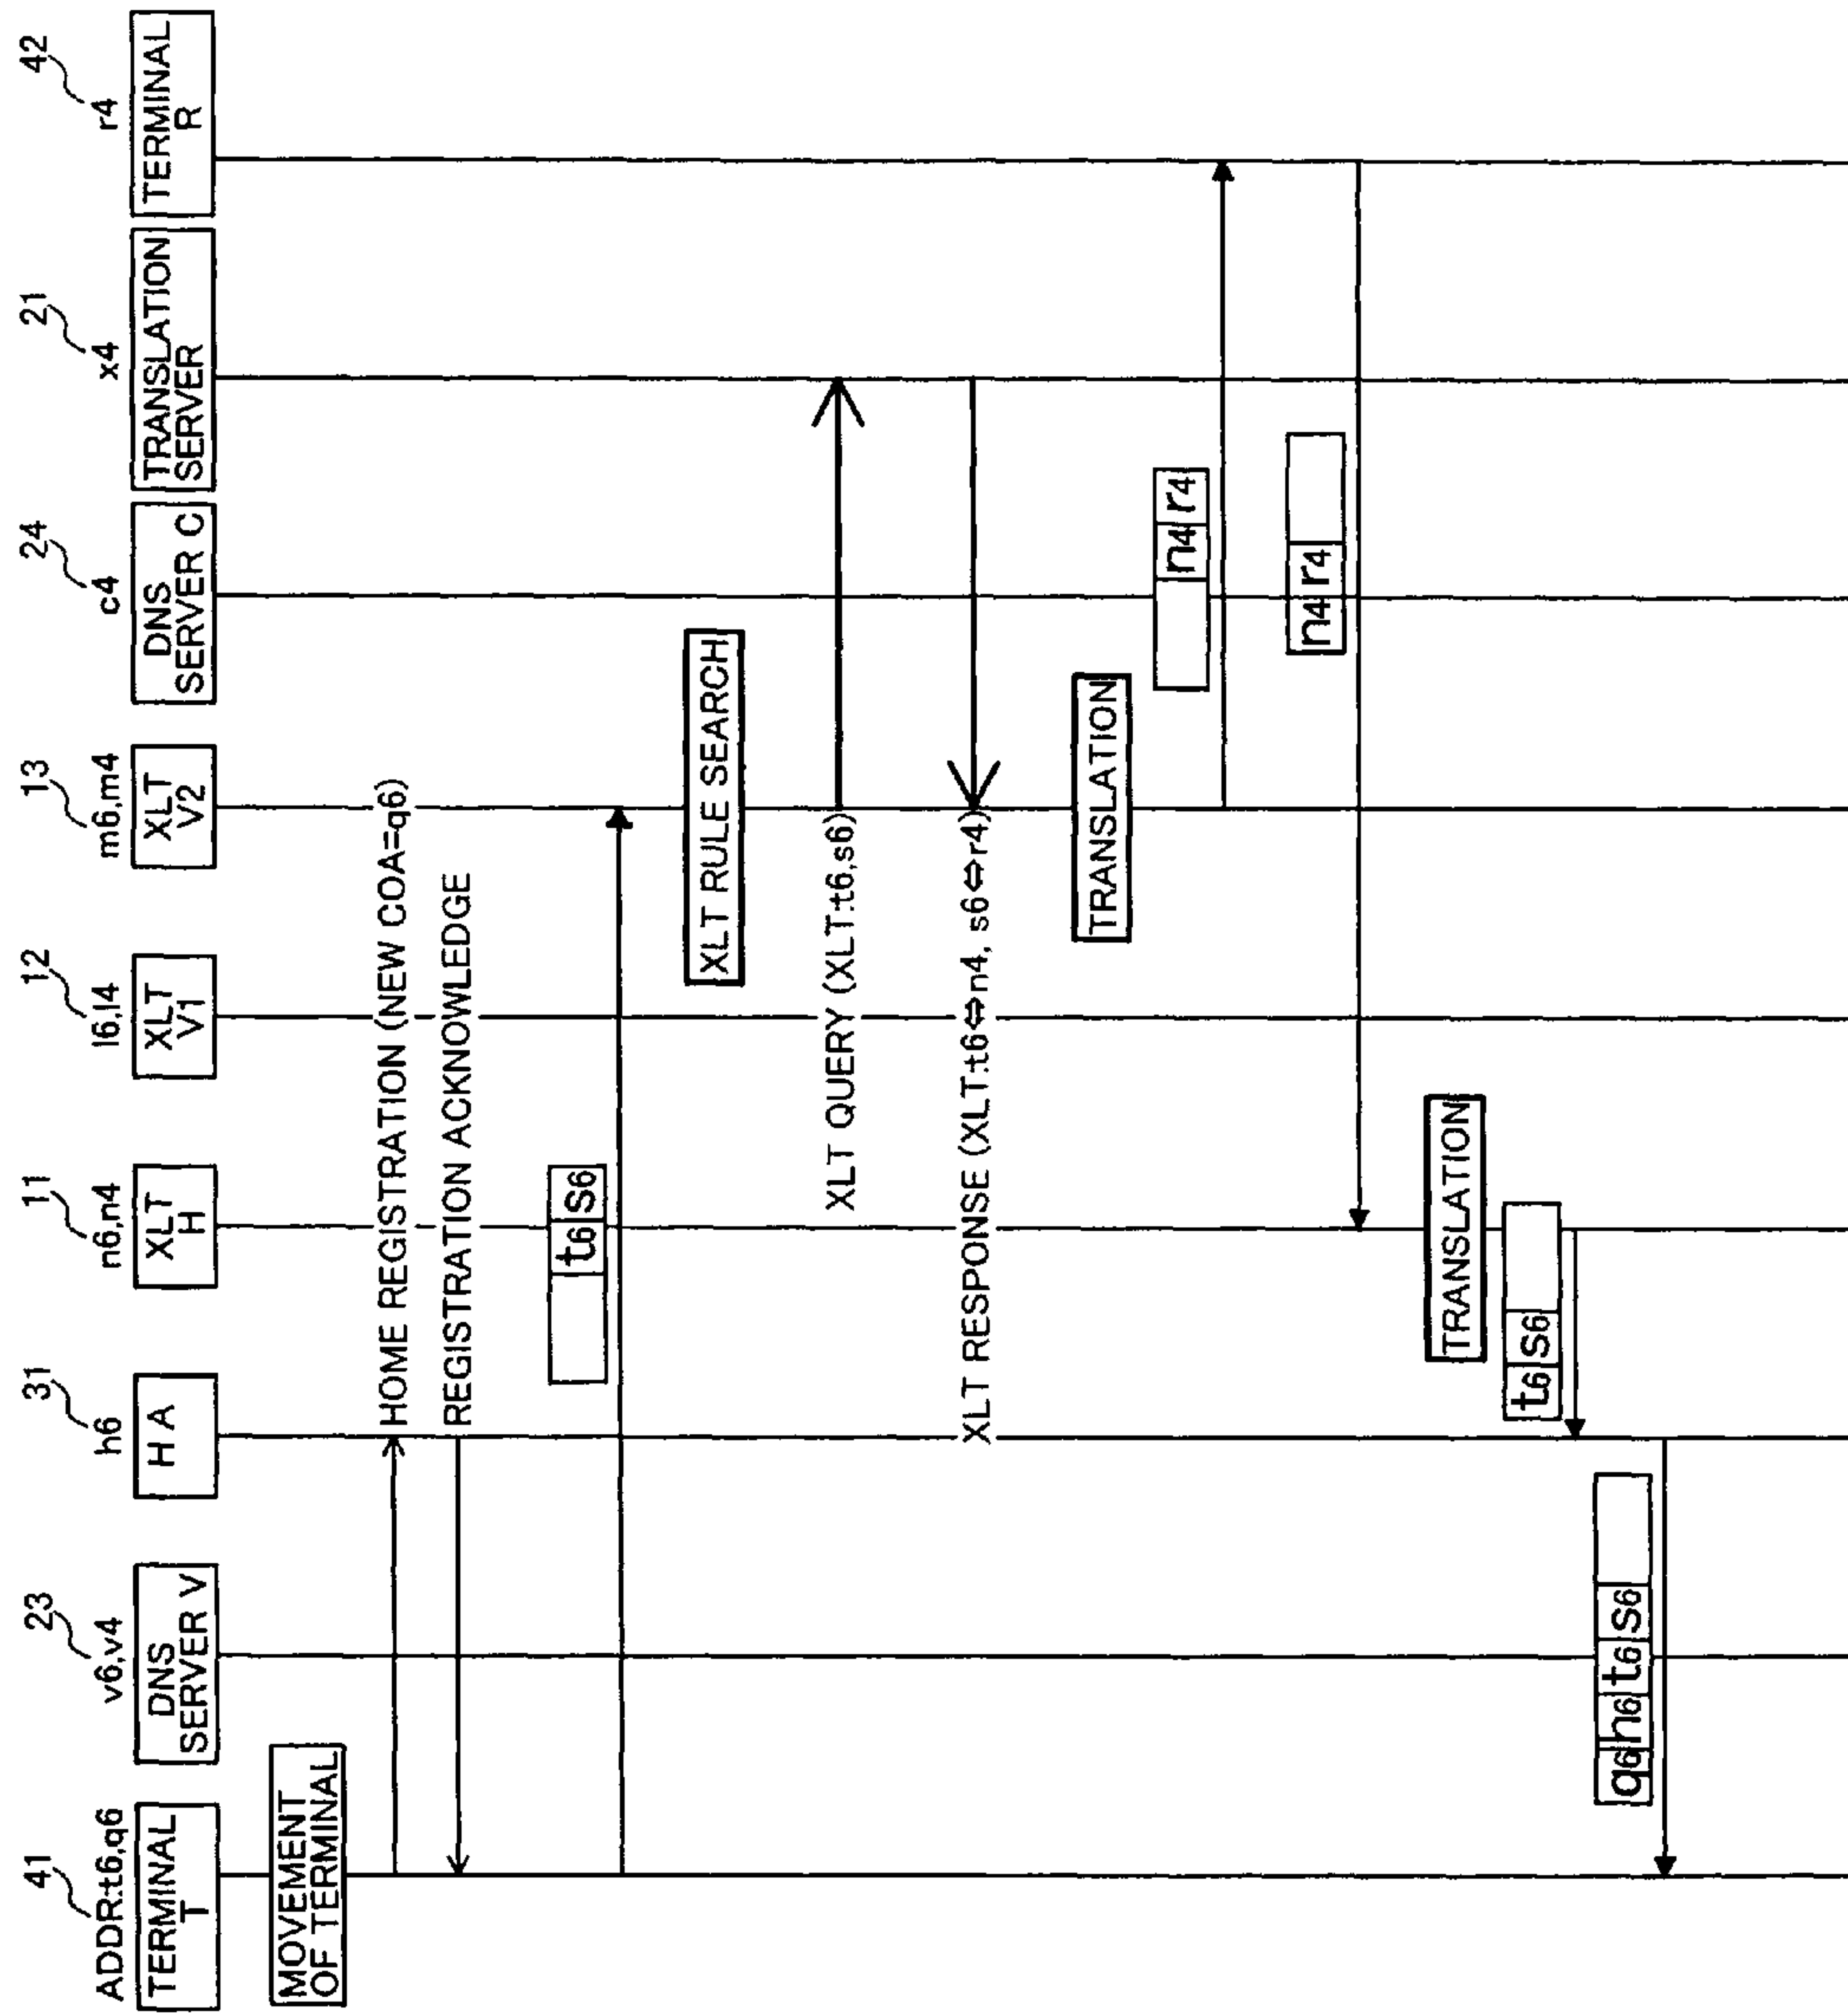 41
23
31
11
12
13
24
21
42
ADDR:t6,q6
v6,v4
h6
n6,n4
l6,l4
m6,m4
c4
x4
r4
TERMINAL
T
DNS
SERVER V
H A
XLT
H
XLT
V1
XLT
V2
DNS
SERVER C
TRANSLATION
SERVER
TERMINAL
R
MOVEMENT
OF TERMINAL
HOME REGISTRATION (NEW COA=q6)
REGISTRATION ACKNOWLEDGE
t6 s6
XLT RULE SEARCH
XLT QUERY (XLT:t6,s6)
XLT RESPONSE (XLT:t6⇔n4, s6⇔r4)
TRANSLATION
n4 r4
n4 r4
TRANSLATION
t6 s6
q6 h6 t6 s6